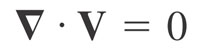 ∇ · V = 0